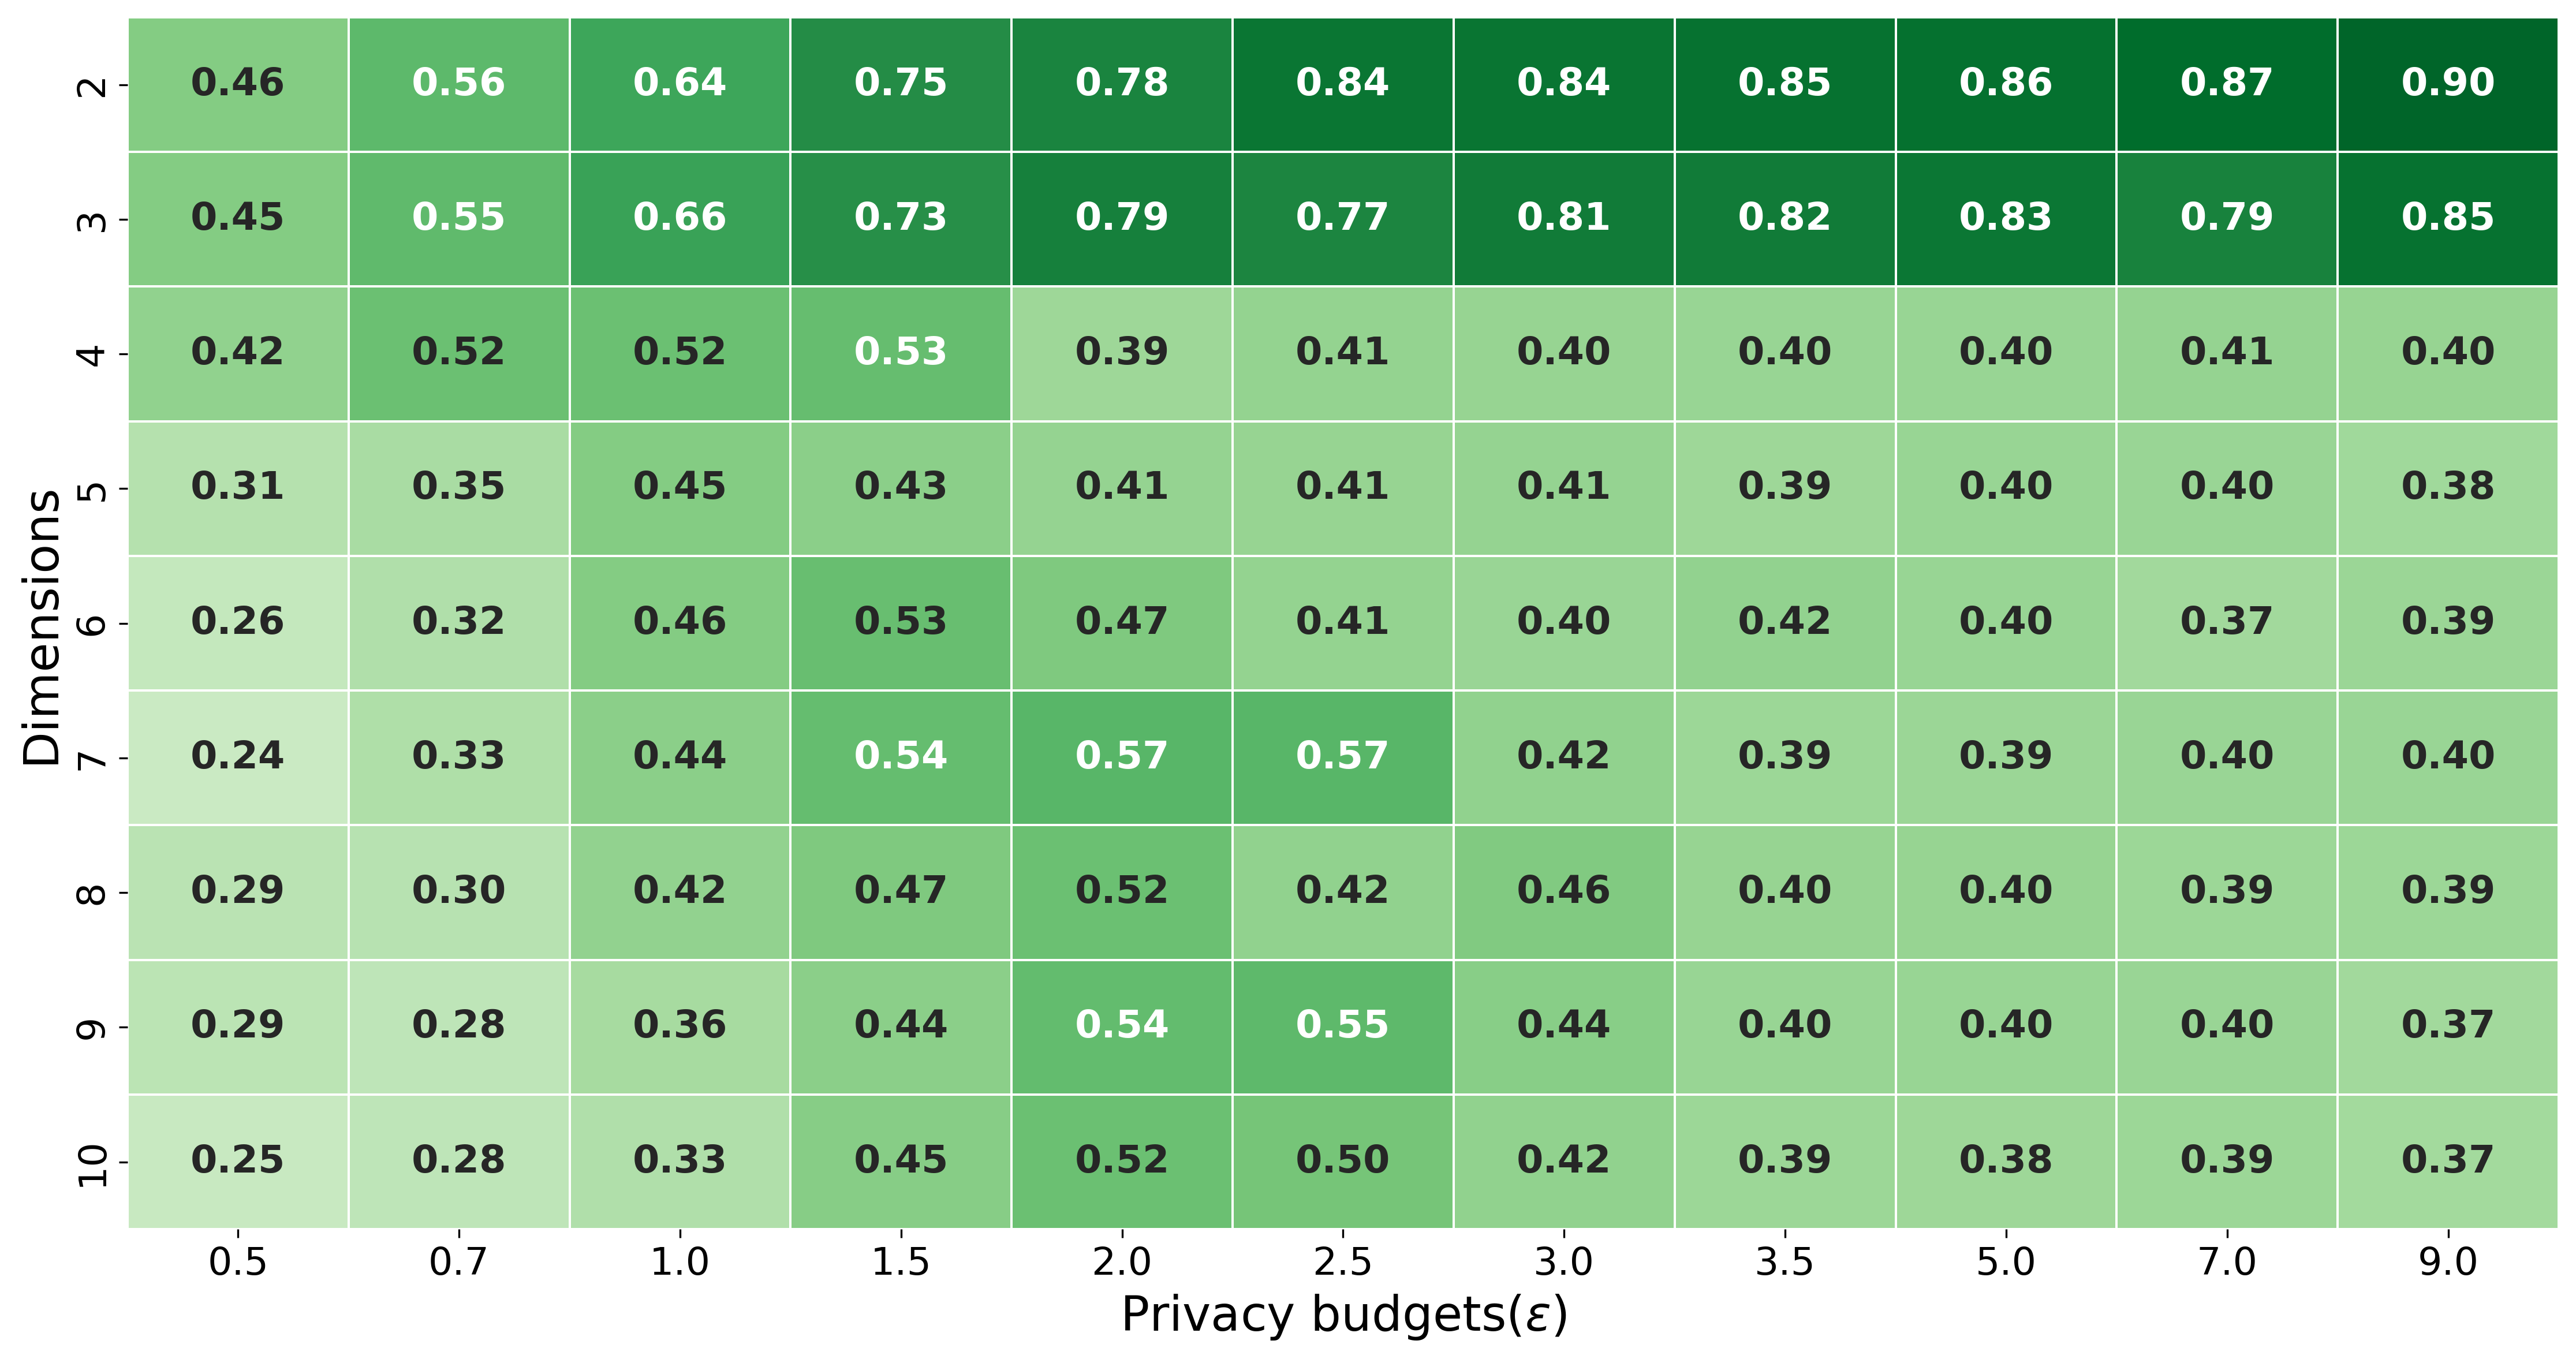 2 0.46 0.56 0.64 0.75 0.78 0.84 0.84 0.85 0.86 0.87 0.90
3 0.45 0.55 0.66 0.73 0.79 0.77 0.81 0.82 0.83 0.79 0.85
4 0.42 0.52 0.52 0.53 0.39 0.41 0.40 0.40 0.40 0.41 0.40
5 0.31 0.35 0.45 0.43 0.41 0.41 0.41 0.39 0.40 0.40 0.38
6 0.26 0.32 0.46 0.53 0.47 0.41 0.40 0.42 0.40 0.37 0.39
7 0.24 0.33 0.44 0.54 0.57 0.57 0.42 0.39 0.39 0.40 0.40
8 0.29 0.30 0.42 0.47 0.52 0.42 0.46 0.40 0.40 0.39 0.39
9 0.29 0.28 0.36 0.44 0.54 0.55 0.44 0.40 0.40 0.40 0.37
10 0.25 0.28 0.33 0.45 0.52 0.50 0.42 0.39 0.38 0.39 0.37
0.5 0.7 1.0 1.5 2.0 2.5 3.0 3.5 5.0 7.0 9.0
Privacy budgets(ε)
Dimensions